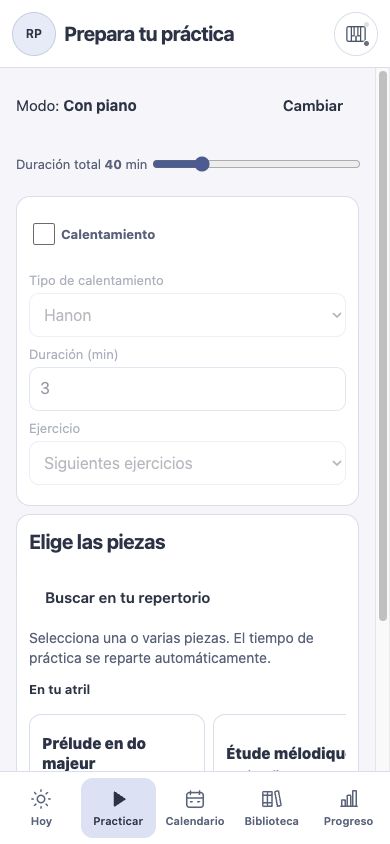 RP
Prepara tu práctica
Modo: Con piano
Cambiar
Duración total 40 min
Calentamiento
Tipo de calentamiento
Hanon
Duración (min)
3
Ejercicio
Siguientes ejercicios
Elige las piezas
Buscar en tu repertorio
Selecciona una o varias piezas. El tiempo de
práctica se reparte automáticamente.
En tu atril
Prélude en do
majeur
Étude mélodiqu
Hoy
Practicar
Calendario
Biblioteca
Progreso